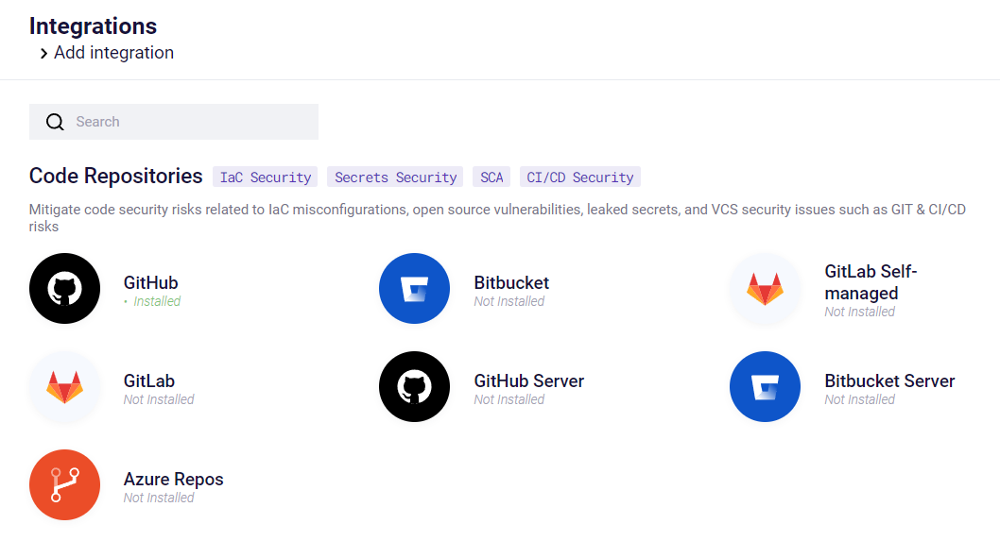 Integrations
Add integration
Search
Code Repositories IaC Security Secrets Security SCA CI/CD Security
Mitigate code security risks related to IaC misconfigurations, open source vulnerabilities, leaked secrets, and VCS security issues such as GIT & CI/CD
risks
GitHub
• Installed
Bitbucket
Not Installed
GitLab Self-
managed
Not Installed
GitLab
Not Installed
GitHub Server
Not Installed
Bitbucket Server
Not Installed
Azure Repos
Not Installed